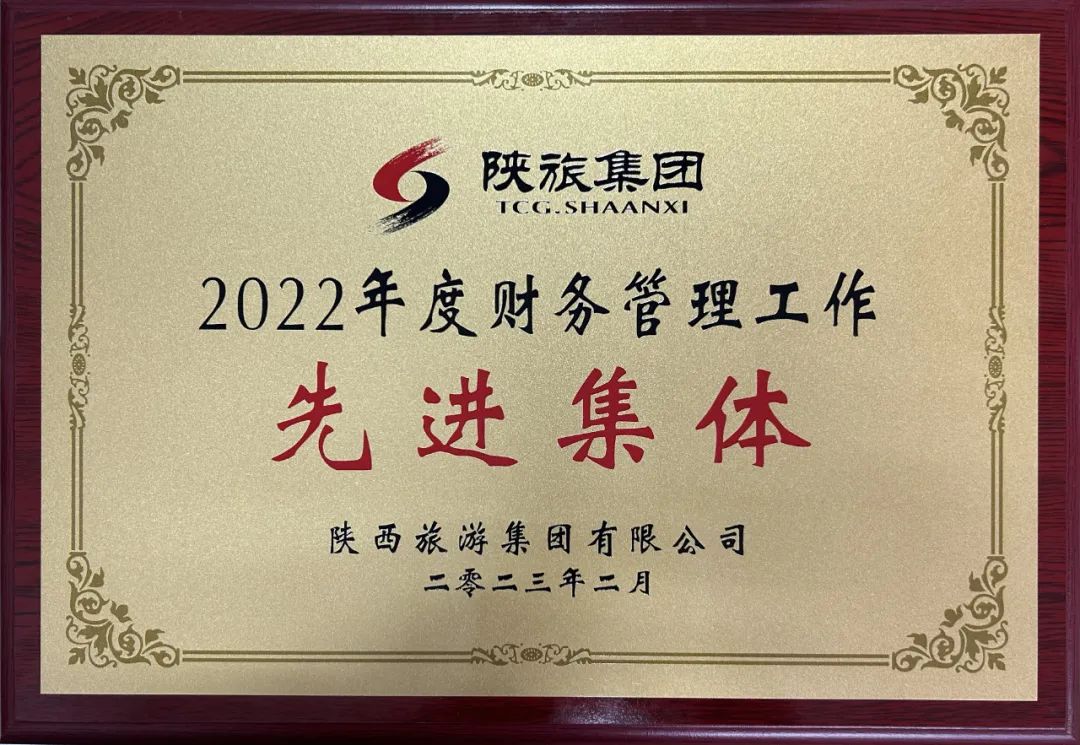 陕旅集团
TCG.SHAANXI
2022年度财务管理工作
先进集体
陕西旅游集团有限公司
二零二三年二月